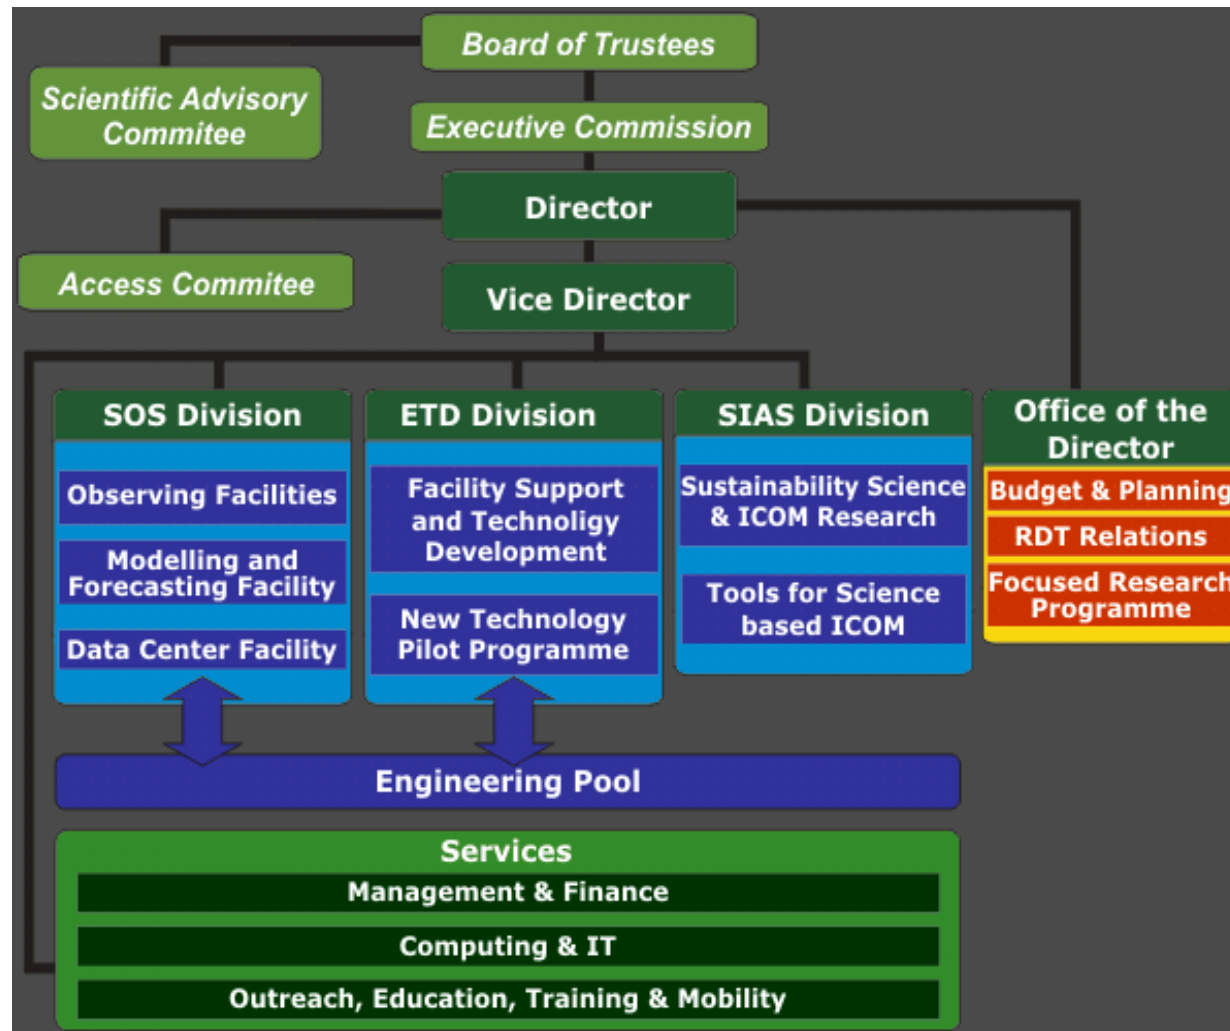 Board of Trustees
Scientific Advisory
Commitee
Executive Commission
Director
Access Commitee
Vice Director
SOS Division
Observing Facilities
Modelling and
Forecasting Facility
Data Center Facility
ETD Division
Facility Support
and Technoligy
Development
New Technology
Pilot Programme
SIAS Division
Sustainability Science
& ICOM Research
Tools for Science
based ICOM
Office of the
Director
Budget & Planning
RDT Relations
Focused Research
Programme
Engineering Pool
Services
Management & Finance
Computing & IT
Outreach, Education, Training & Mobility